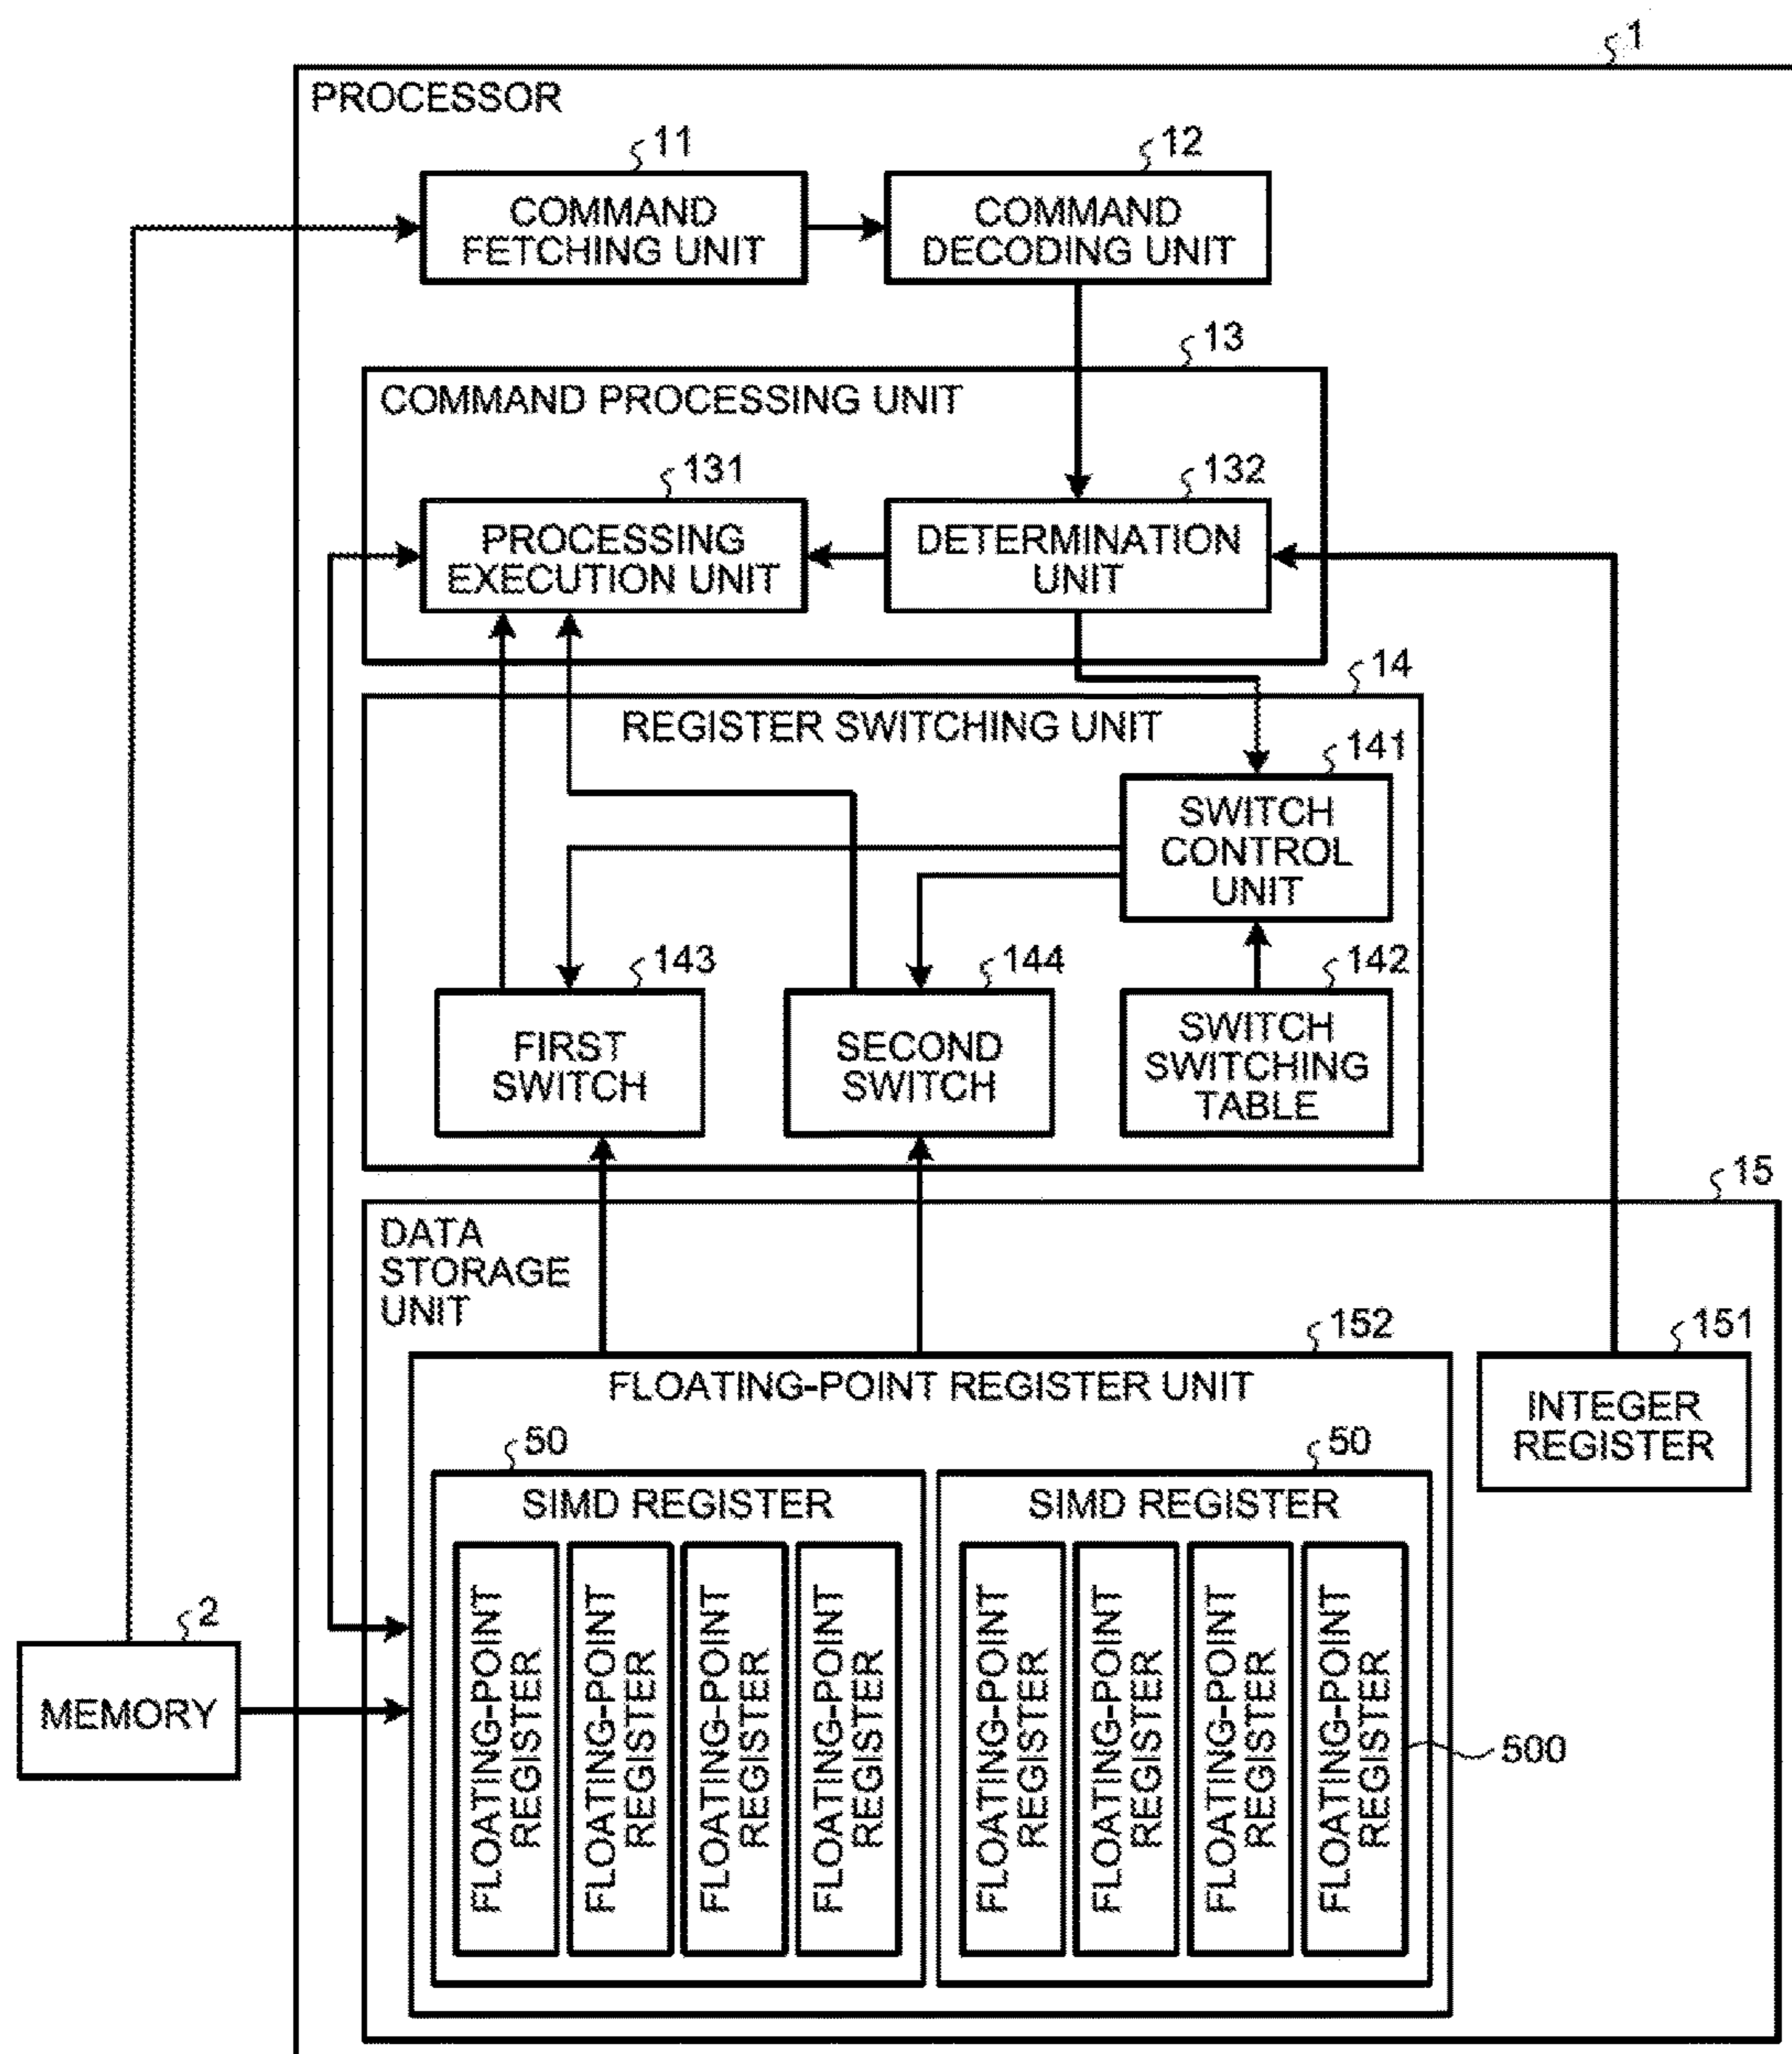 1
PROCESSOR
11
12
COMMAND
FETCHING UNIT
COMMAND
DECODING UNIT
13
COMMAND PROCESSING UNIT
131
132
PROCESSING
EXECUTION UNIT
DETERMINATION
UNIT
14
REGISTER SWITCHING UNIT
141
SWITCH
CONTROL
UNIT
143
144
142
FIRST
SWITCH
SECOND
SWITCH
SWITCH
SWITCHING
TABLE
15
DATA
STORAGE
UNIT
152
151
FLOATING-POINT REGISTER UNIT
INTEGER
REGISTER
50
50
SIMD REGISTER
SIMD REGISTER
FLOATING-POINT
REGISTER
FLOATING-POINT
REGISTER
FLOATING-POINT
REGISTER
FLOATING-POINT
REGISTER
FLOATING-POINT
REGISTER
FLOATING-POINT
REGISTER
FLOATING-POINT
REGISTER
FLOATING-POINT
REGISTER
2
MEMORY
500